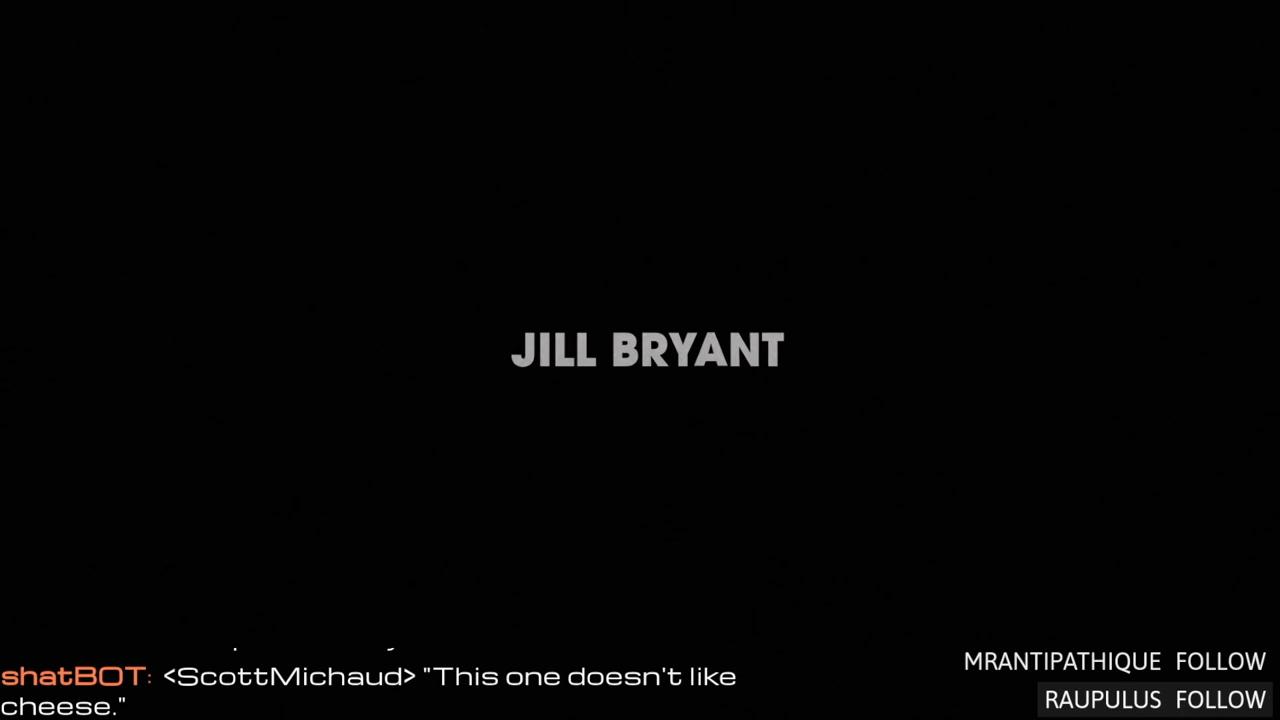 JILL BRYANT
shatBOT: <ScottMichaud> "This one doesn't like
cheese."
MRANTIPATHIQUE FOLLOW
RAUPULUS FOLLOW